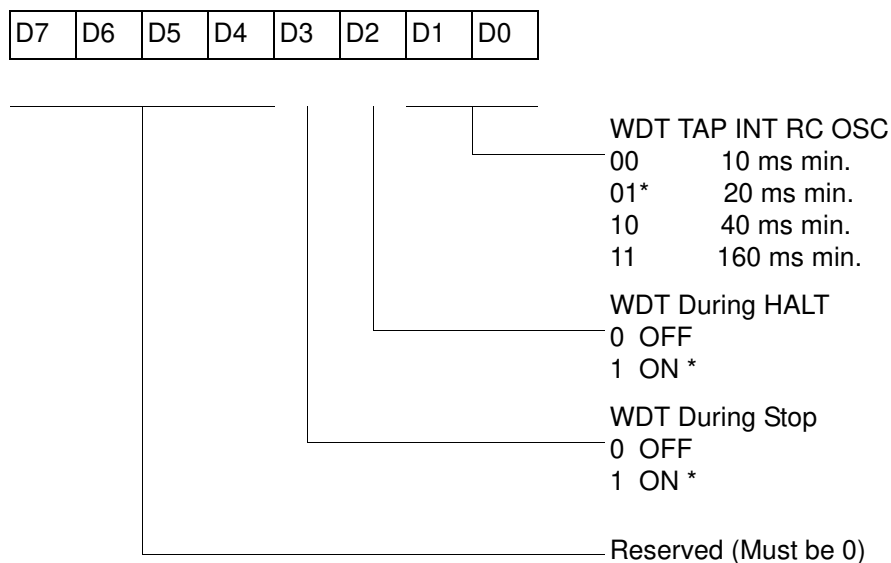 D7 D6 D5 D4 D3 D2 D1 D0
WDT TAP INT RC OSC
00 10 ms min.
01* 20 ms min.
10 40 ms min.
11 160 ms min.
WDT During HALT
0 OFF
1 ON *
WDT During Stop
0 OFF
1 ON *
Reserved (Must be 0)